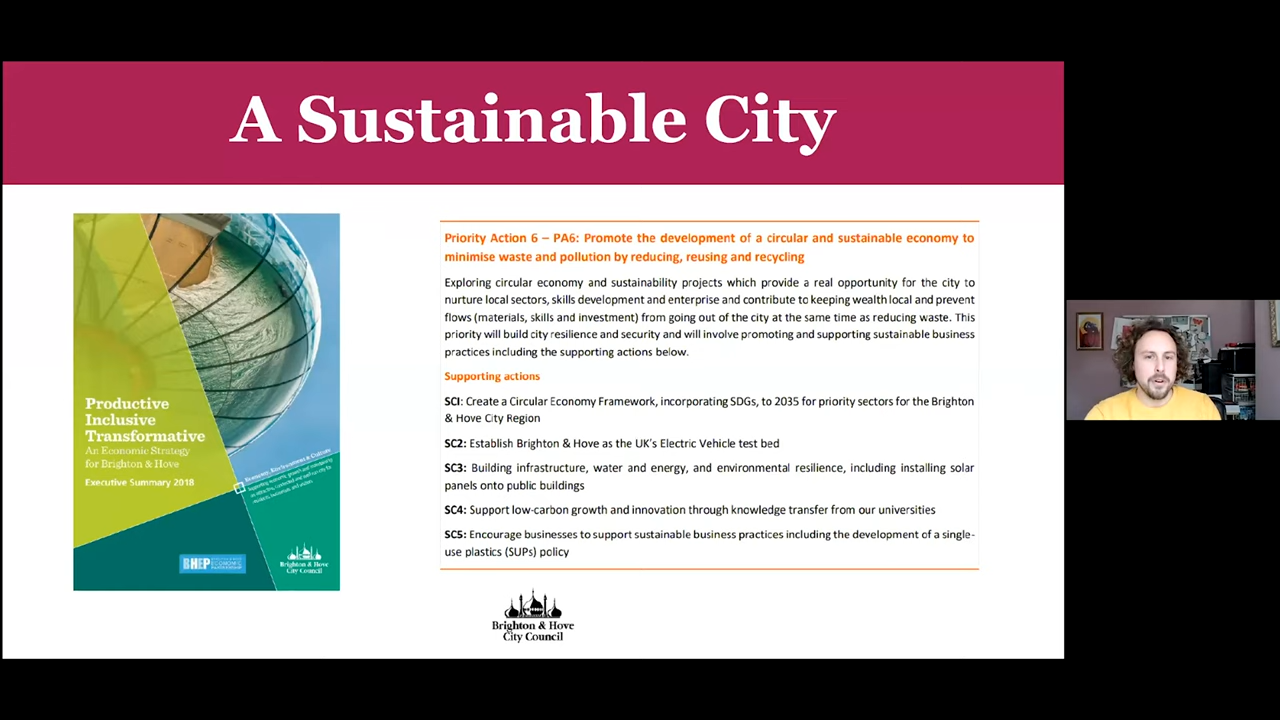 A Sustainable City
Productive
Inclusive
Transformative
An Economic Strategy
for Brighton & Hove
Executive Summary 2018
Economy, Environment & Culture
BHEP
ECONOMIC
Brighton & Hove
City Council
Priority Action 6 – PA6: Promote the development of a circular and sustainable economy to
minimise waste and pollution by reducing, reusing and recycling
Exploring circular economy and sustainability projects which provide a real opportunity for the city to
nurture local sectors, skills development and enterprise and contribute to keeping wealth local and prevent
flows (materials, skills and investment) from going out of the city at the same time as reducing waste. This
priority will build city resilience and security and will involve promoting and supporting sustainable business
practices including the supporting actions below.
Supporting actions
SCI: Create a Circular Economy Framework, incorporating SDGs, to 2035 for priority sectors for the Brighton
& Hove City Region
SC2: Establish Brighton & Hove as the UK's Electric Vehicle test bed
SC3: Building infrastructure, water and energy, and environmental resilience, including installing solar
panels onto public buildings
SC4: Support low-carbon growth and innovation through knowledge transfer from our universities
SC5: Encourage businesses to support sustainable business practices including the development of a single-
use plastics (SUPs) policy
Brighton & Hove
City Council